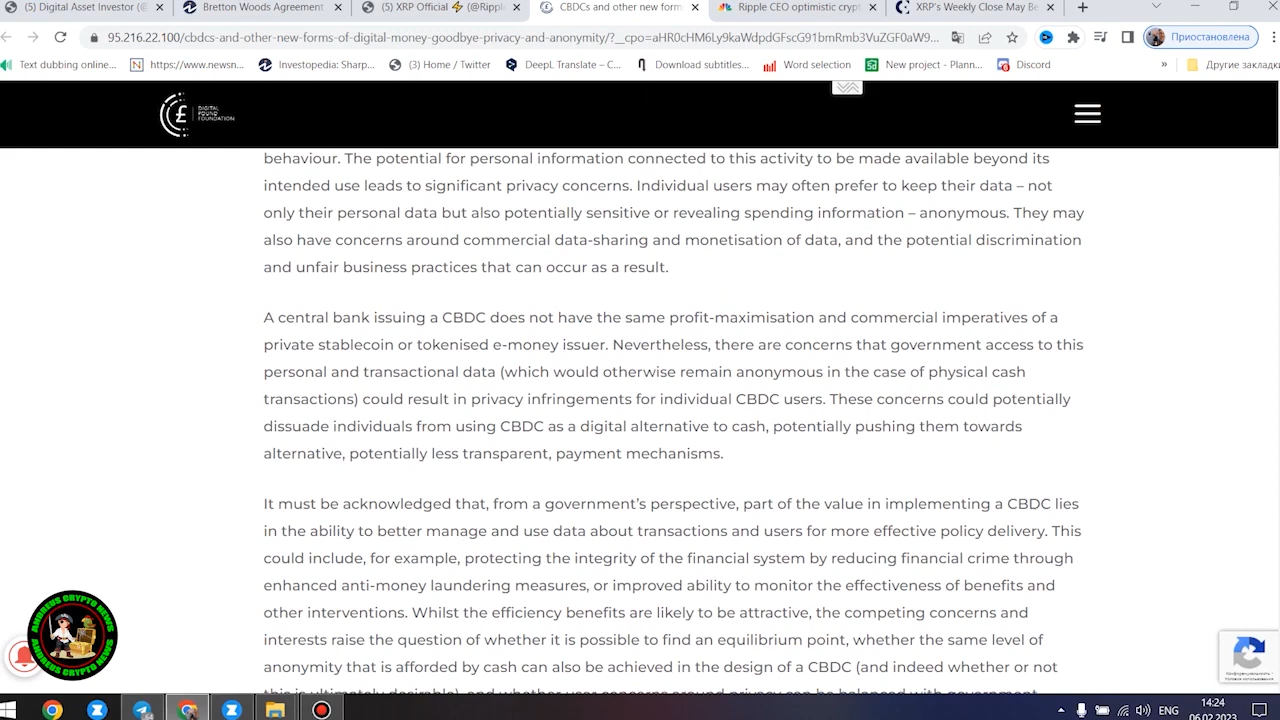 (5) Digital Asset Investor (@
Bretton Woods Agreement
(5) XRP Official ⚡ (@Ripple
CBDCs and other new form
Ripple CEO optimistic crypt
XRP's Weekly Close May Be
95.216.22.100/cbdcs-and-other-new-forms-of-digital-money-goodbye-privacy-and-anonymity/?__cpo=aHR0cHM6Ly9kaWdpdGFscG91bmRmb3VuZGF0aW9...
Приостановлена
Text dubbing online...
https://www.newsn...
Investopedia: Sharp...
(3) Home / Twitter
DeepL Translate – C...
Download subtitles...
Word selection
New project - Plann...
Discord
»
Другие закладки
DIGITAL
POUND
FOUNDATION
behaviour. The potential for personal information connected to this activity to be made available beyond its
intended use leads to significant privacy concerns. Individual users may often prefer to keep their data – not
only their personal data but also potentially sensitive or revealing spending information – anonymous. They may
also have concerns around commercial data-sharing and monetisation of data, and the potential discrimination
and unfair business practices that can occur as a result.
A central bank issuing a CBDC does not have the same profit-maximisation and commercial imperatives of a
private stablecoin or tokenised e-money issuer. Nevertheless, there are concerns that government access to this
personal and transactional data (which would otherwise remain anonymous in the case of physical cash
transactions) could result in privacy infringements for individual CBDC users. These concerns could potentially
dissuade individuals from using CBDC as a digital alternative to cash, potentially pushing them towards
alternative, potentially less transparent, payment mechanisms.
It must be acknowledged that, from a government's perspective, part of the value in implementing a CBDC lies
in the ability to better manage and use data about transactions and users for more effective policy delivery. This
could include, for example, protecting the integrity of the financial system by reducing financial crime through
enhanced anti-money laundering measures, or improved ability to monitor the effectiveness of benefits and
other interventions. Whilst the efficiency benefits are likely to be attractive, the competing concerns and
interests raise the question of whether it is possible to find an equilibrium point, whether the same level of
anonymity that is afforded by cash can also be achieved in the design of a CBDC (and indeed whether or not
ANDREUS CRYPTO NEWS
ANDREUS CRYPTO NEWS
Конфиденциальность -
Условия использования
ENG
14:24
06.02.2023